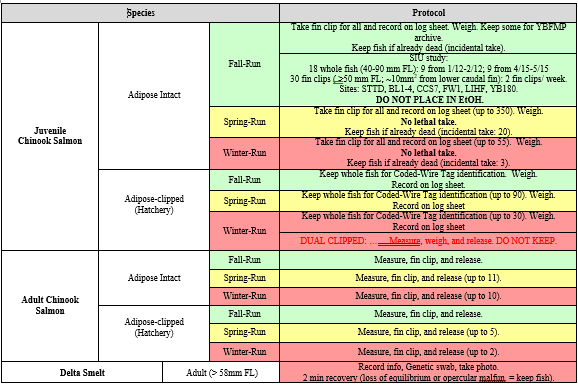 Species
Protocol
Juvenile
Chinook Salmon
Adipose Intact
Fall-Run
Take fin clip for all and record on log sheet. Weigh. Keep some for YBFMP
archive.
Keep fish if already dead (incidental take).
SIU study:
18 whole fish (40-90 mm FL): 9 from 1/12-2/12; 9 from 4/15-5/15
30 fin clips (≥50 mm FL; ~10mm² from lower caudal fin): 2 fin clips/ week.
Sites: STTD, BL1-4, CCS7, FW1, LIHF, YB180.
DO NOT PLACE IN EtOH.
Spring-Run
Take fin clip for all and record on log sheet (up to 350). Weigh.
No lethal take.
Keep fish if already dead (incidental take: 20).
Winter-Run
Take fin clip for all and record on log sheet (up to 55). Weigh.
No lethal take.
Keep fish if already dead (incidental take: 3).
Adipose-clipped
(Hatchery)
Fall-Run
Keep whole fish for Coded-Wire Tag identification. Weigh.
Record on log sheet.
Spring-Run
Keep whole fish for Coded-Wire Tag identification (up to 90). Weigh.
Record on log sheet
Winter-Run
Keep whole fish for Coded-Wire Tag identification (up to 30). Weigh.
Record on log sheet
DUAL CLIPPED: … Measure, weigh, and release. DO NOT KEEP.
Adult Chinook
Salmon
Adipose Intact
Fall-Run
Measure, fin clip, and release.
Spring-Run
Measure, fin clip, and release (up to 11).
Winter-Run
Measure, fin clip, and release (up to 10).
Adipose-clipped
(Hatchery)
Fall-Run
Measure, fin clip, and release.
Spring-Run
Measure, fin clip, and release (up to 5).
Winter-Run
Measure, fin clip, and release (up to 2).
Delta Smelt
Adult (> 58mm FL)
Record info, Genetic swab, take photo.
2 min recovery (loss of equilibrium or opercular malfun. = keep fish).